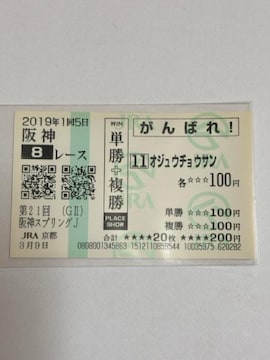 2019年1回5日
阪神
8 レース
WIN
単勝+複勝
PLACE SHOW
がんばれ！
11 オジュウチョウサン
各☆☆☆100円
第21回 (GⅡ)
阪神スプリングJ
単勝 ☆☆☆100円
複勝 ☆☆☆100円
JRA 京都
3月9日
合計 ★★★★20枚 ★★★★200円
0808001345863 1512110859544 10035975 620282